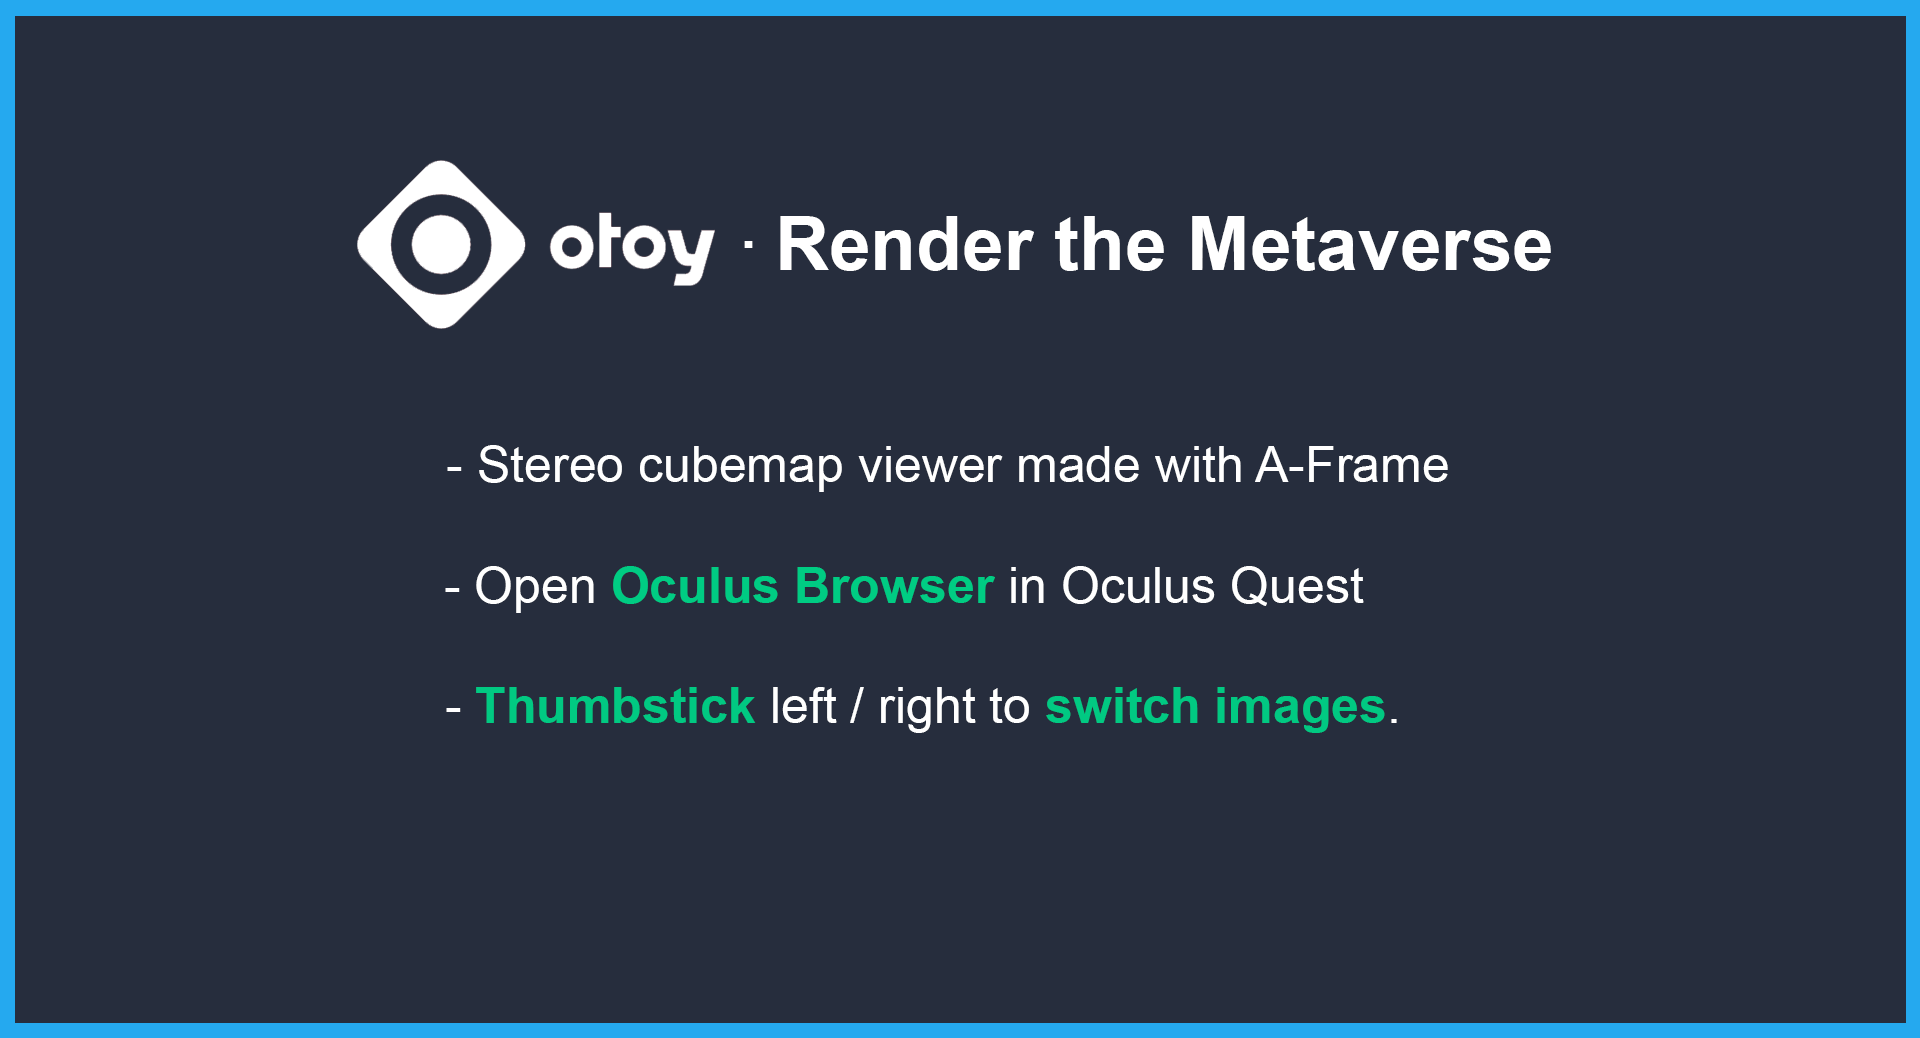 otoy · Render the Metaverse
- Stereo cubemap viewer made with A-Frame
- Open Oculus Browser in Oculus Quest
- Thumbstick left / right to switch images.